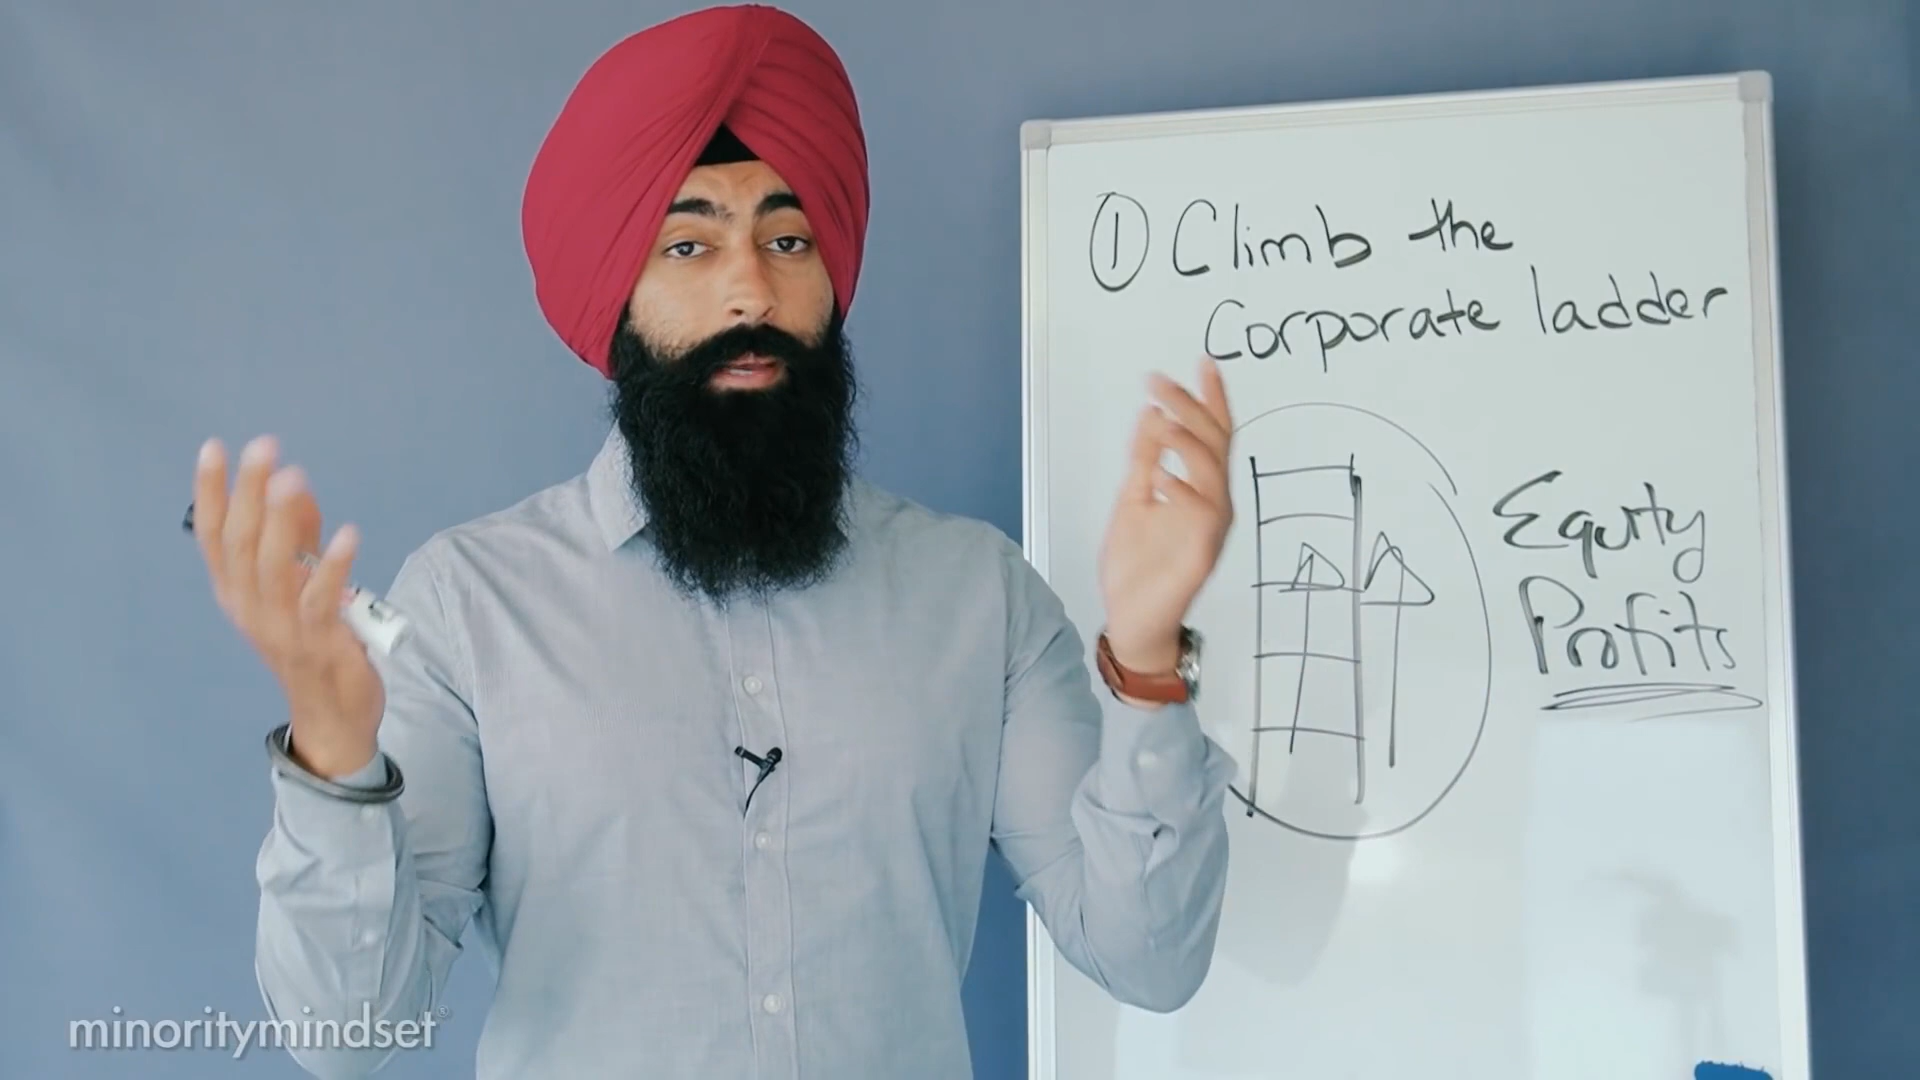 ① Climb the
Corporate ladder
Equity
Profits
minoritymindset®